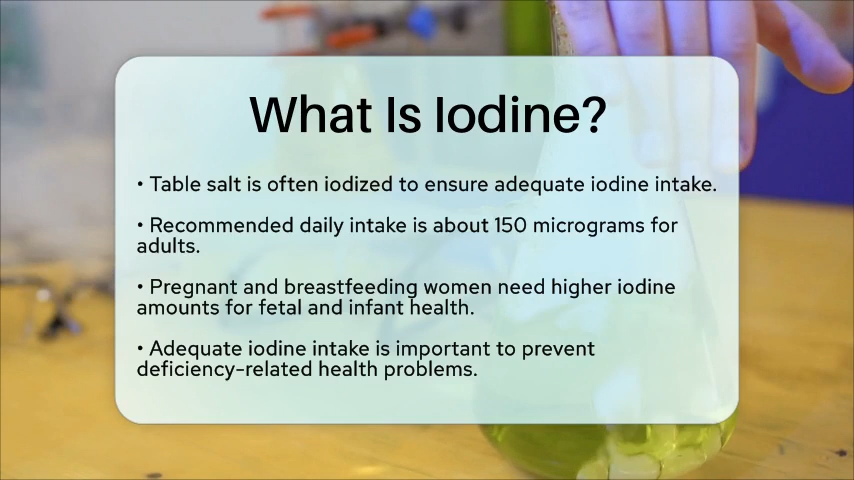 What Is Iodine?
• Table salt is often iodized to ensure adequate iodine intake.
• Recommended daily intake is about 150 micrograms for
adults.
• Pregnant and breastfeeding women need higher iodine
amounts for fetal and infant health.
• Adequate iodine intake is important to prevent
deficiency-related health problems.